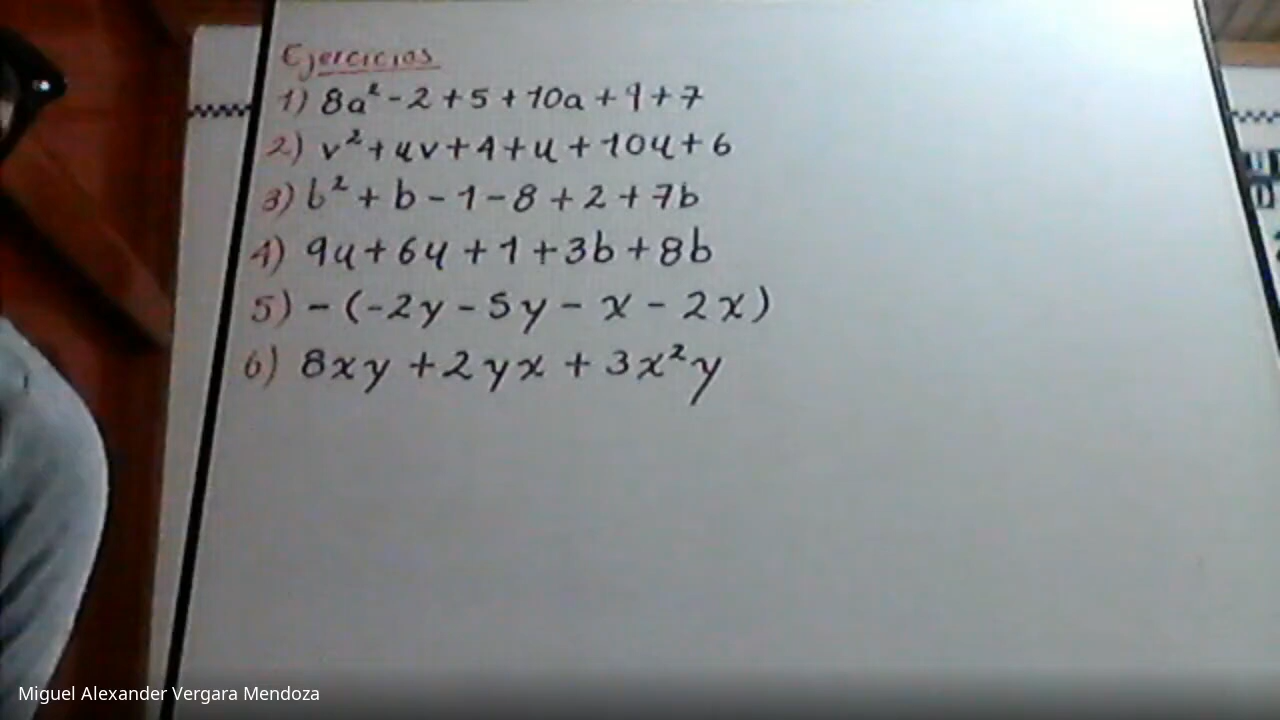 Ejercicios
1) 8a² - 2 + 5 + 10a + 9 + 7
2) v² + uv + 4 + u + 10u + 6
3) b² + b - 1 - 8 + 2 + 7b
4) 9u + 6u + 1 + 3b + 8b
5) - (-2y - 5y - x - 2x)
6) 8xy + 2yx + 3x²y
Miguel Alexander Vergara Mendoza